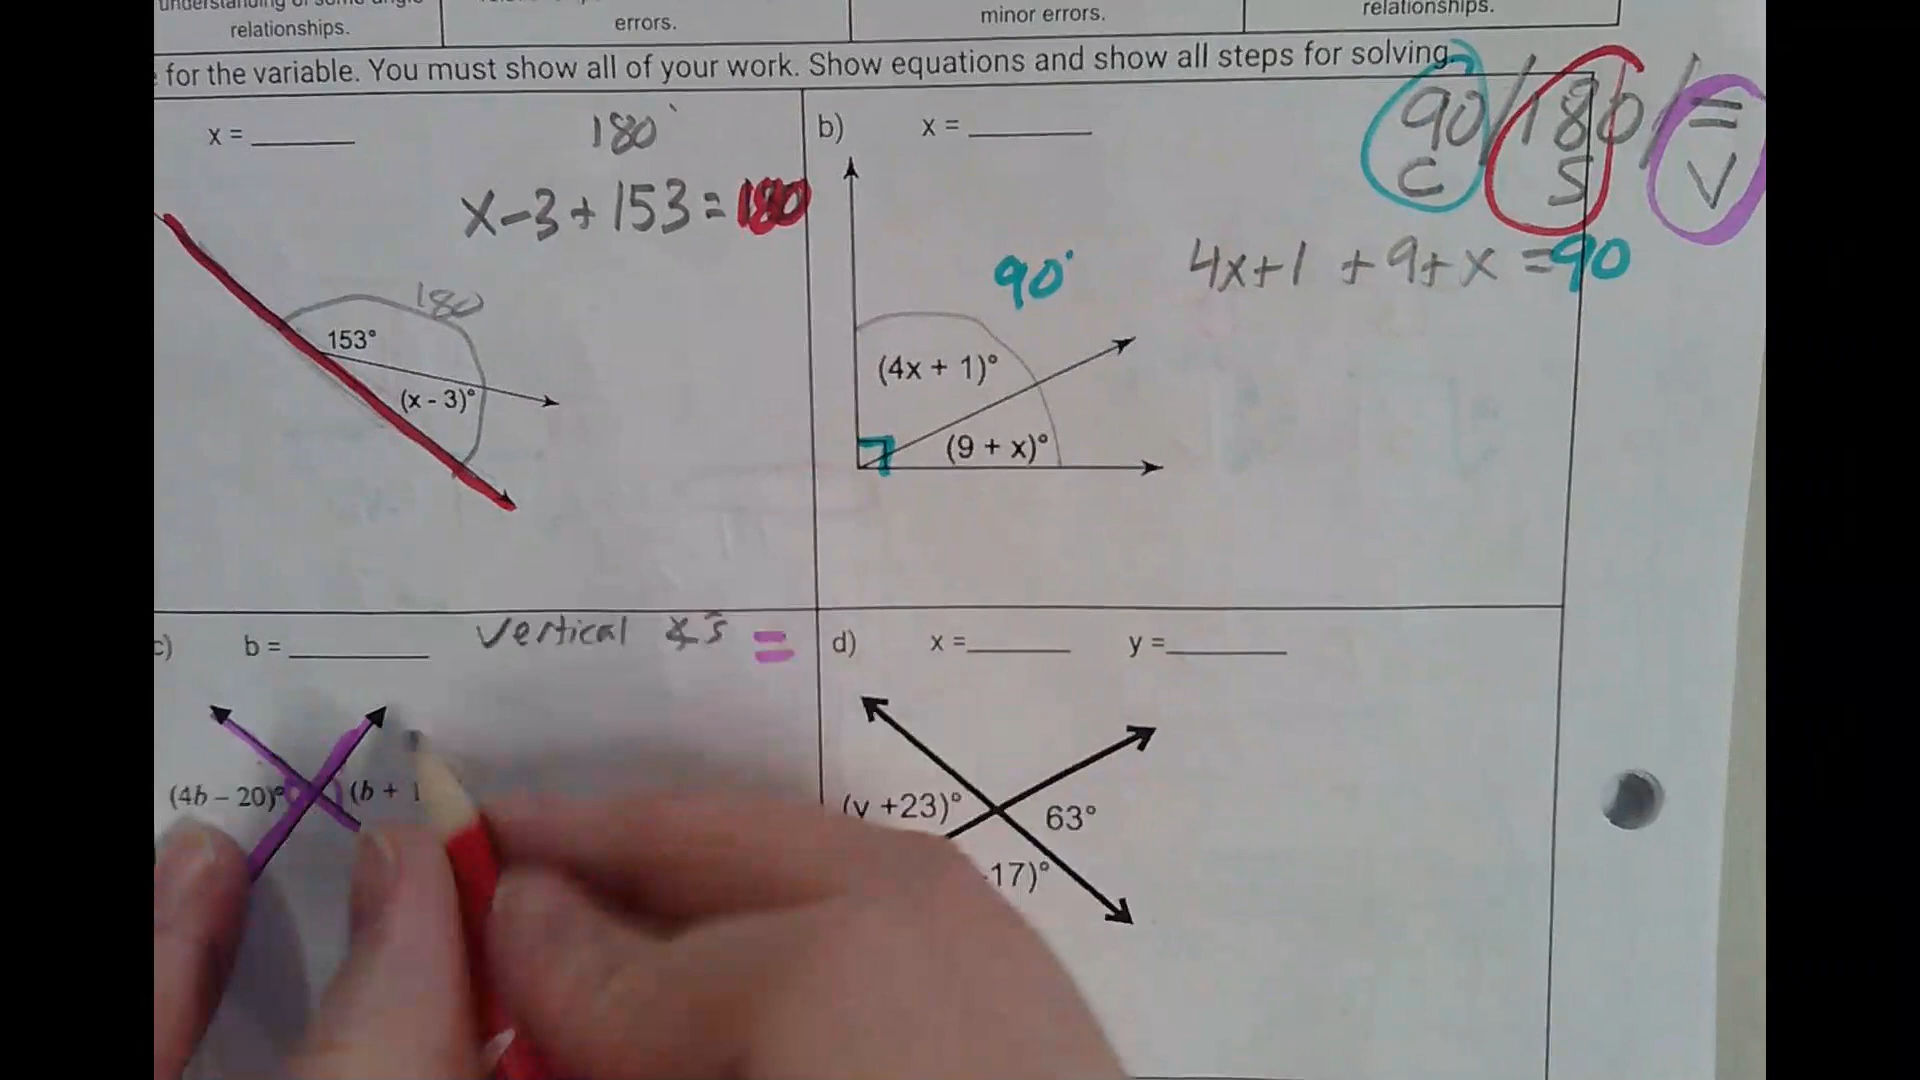 relationships.
errors.
minor errors.
relationships.
for the variable. You must show all of your work. Show equations and show all steps for solving.
x = ______
180°
x-3+153=180
153°
180
(x - 3)°
b) x = ______
90/180/=
C S V
4x+1 +9+x =90
90°
(4x + 1)°
(9 + x)°
c) b = ______
vertical ∡'s =
(4b – 20)°
(b + 1
d) x = ______ y = ______
(y +23)°
63°
17)°